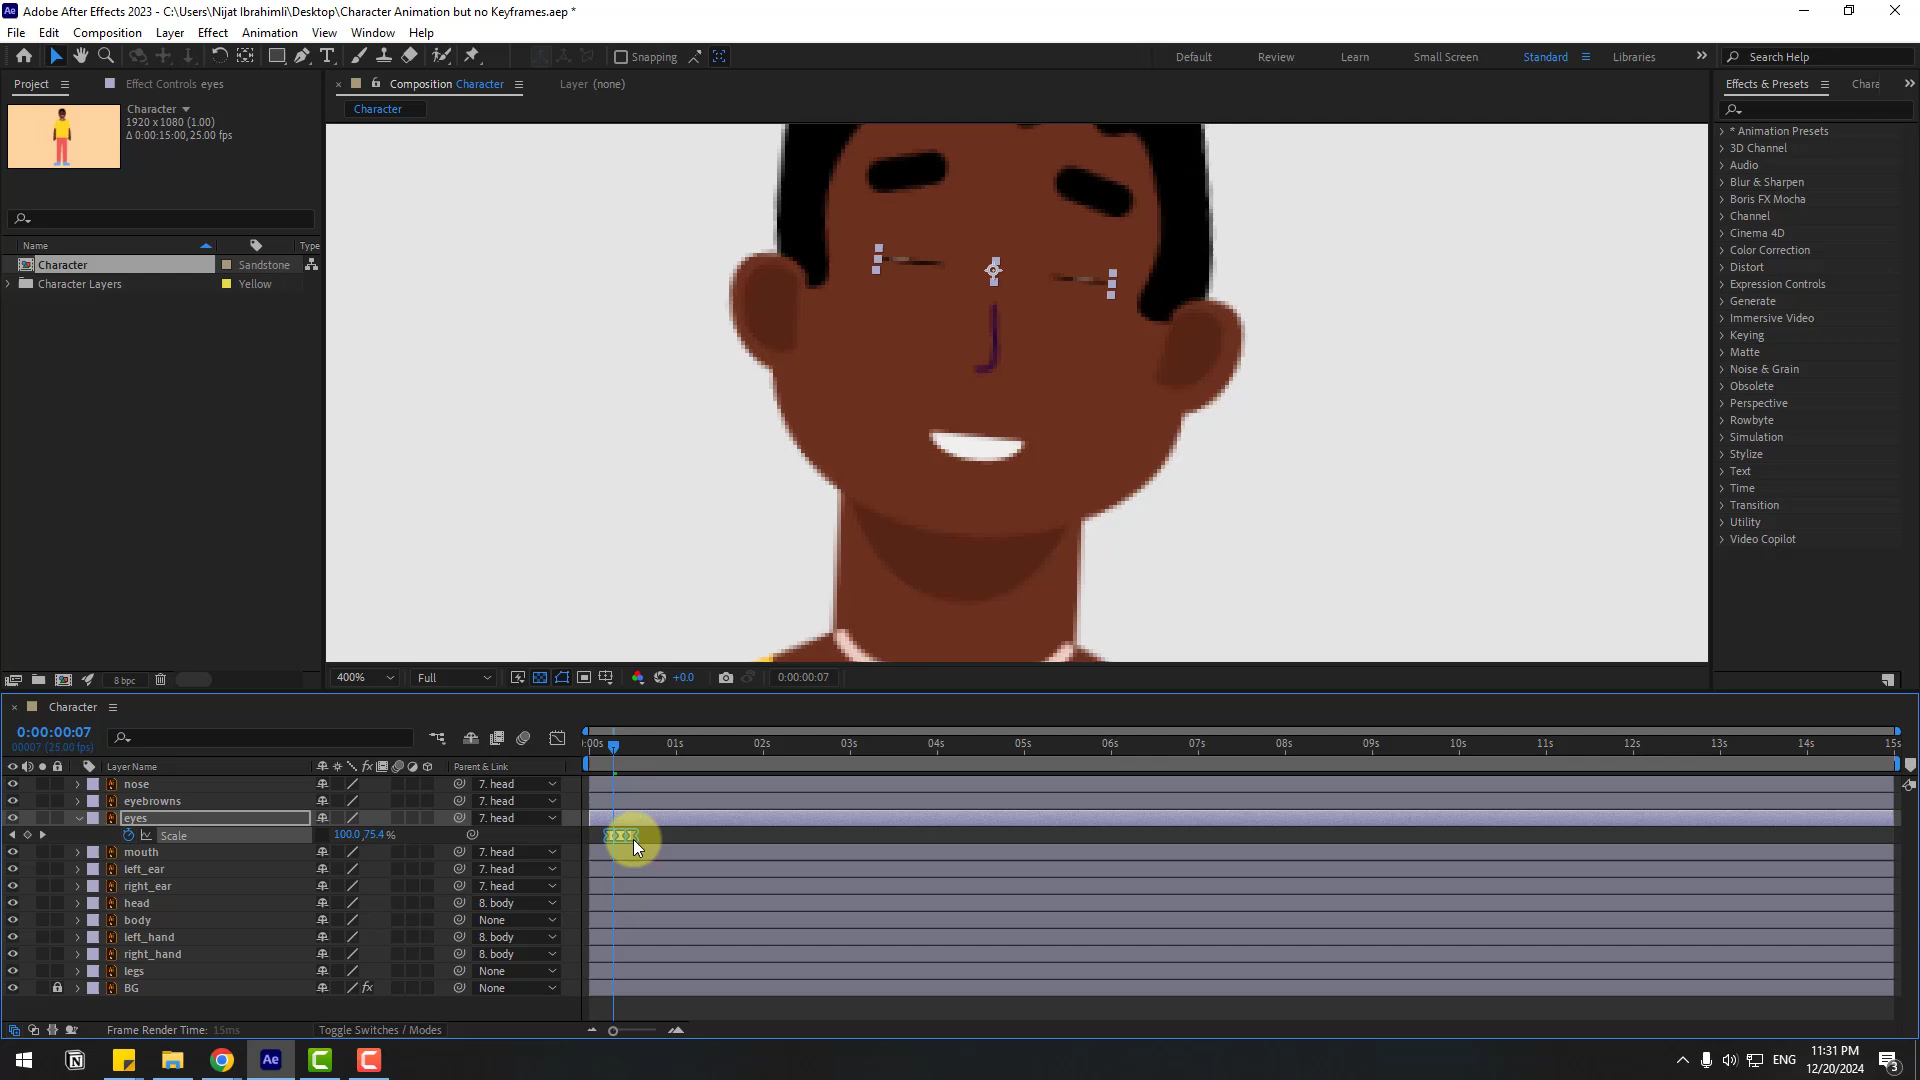 Adobe After Effects 2023 - C:\Users\Nijat Ibrahimli\Desktop\Character Animation but no Keyframes.aep *
File Edit Composition Layer Effect Animation View Window Help
Snapping
Default Review Learn Small Screen Standard Libraries
Search Help
Project
Effect Controls eyes
Composition Character
Layer (none)
Effects & Presets
Chara
Character
1920 x 1080 (1.00)
Δ 0:00:15:00, 25.00 fps
Character
Name Type
Character Sandstone
Character Layers Yellow
* Animation Presets
3D Channel
Audio
Blur & Sharpen
Boris FX Mocha
Channel
Cinema 4D
Color Correction
Distort
Expression Controls
Generate
Immersive Video
Keying
Matte
Noise & Grain
Obsolete
Perspective
Rowbyte
Simulation
Stylize
Text
Time
Transition
Utility
Video Copilot
8 bpc
400% Full +0.0 0:00:00:07
Character
0:00:00:07
00007 (25.00 fps)
:00s 01s 02s 03s 04s 05s 06s 07s 08s 09s 10s 11s 12s 13s 14s 15s
Layer Name Parent & Link
nose 7. head
eyebrowns 7. head
eyes 7. head
Scale 100.0,75.4 %
mouth 7. head
left_ear 7. head
right_ear 7. head
head 8. body
body None
left_hand 8. body
right_hand 8. body
legs None
BG None
Frame Render Time: 15ms Toggle Switches / Modes
ENG
11:31 PM
12/20/2024
3